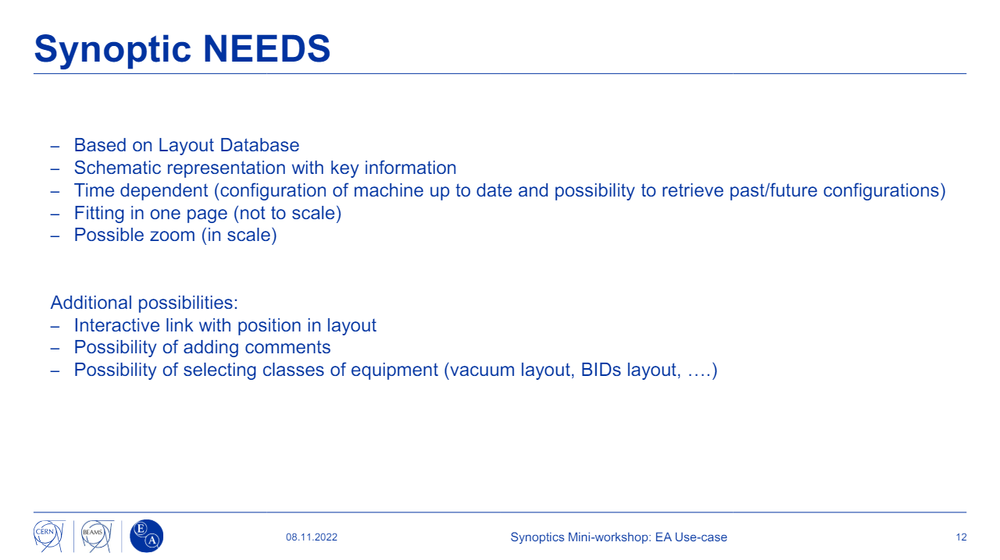 Synoptic NEEDS
– Based on Layout Database
– Schematic representation with key information
– Time dependent (configuration of machine up to date and possibility to retrieve past/future configurations)
– Fitting in one page (not to scale)
– Possible zoom (in scale)
Additional possibilities:
– Interactive link with position in layout
– Possibility of adding comments
– Possibility of selecting classes of equipment (vacuum layout, BIDs layout, ….)
CERN
BEAMS
E
A
08.11.2022
Synoptics Mini-workshop: EA Use-case
12